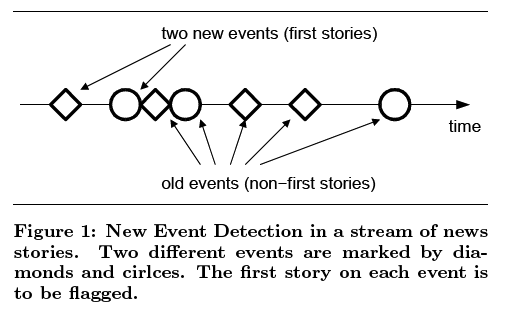 two new events (first stories)
time
old events (non-first stories)
Figure 1: New Event Detection in a stream of news
stories. Two different events are marked by dia-
monds and cirlces. The first story on each event is
to be flagged.